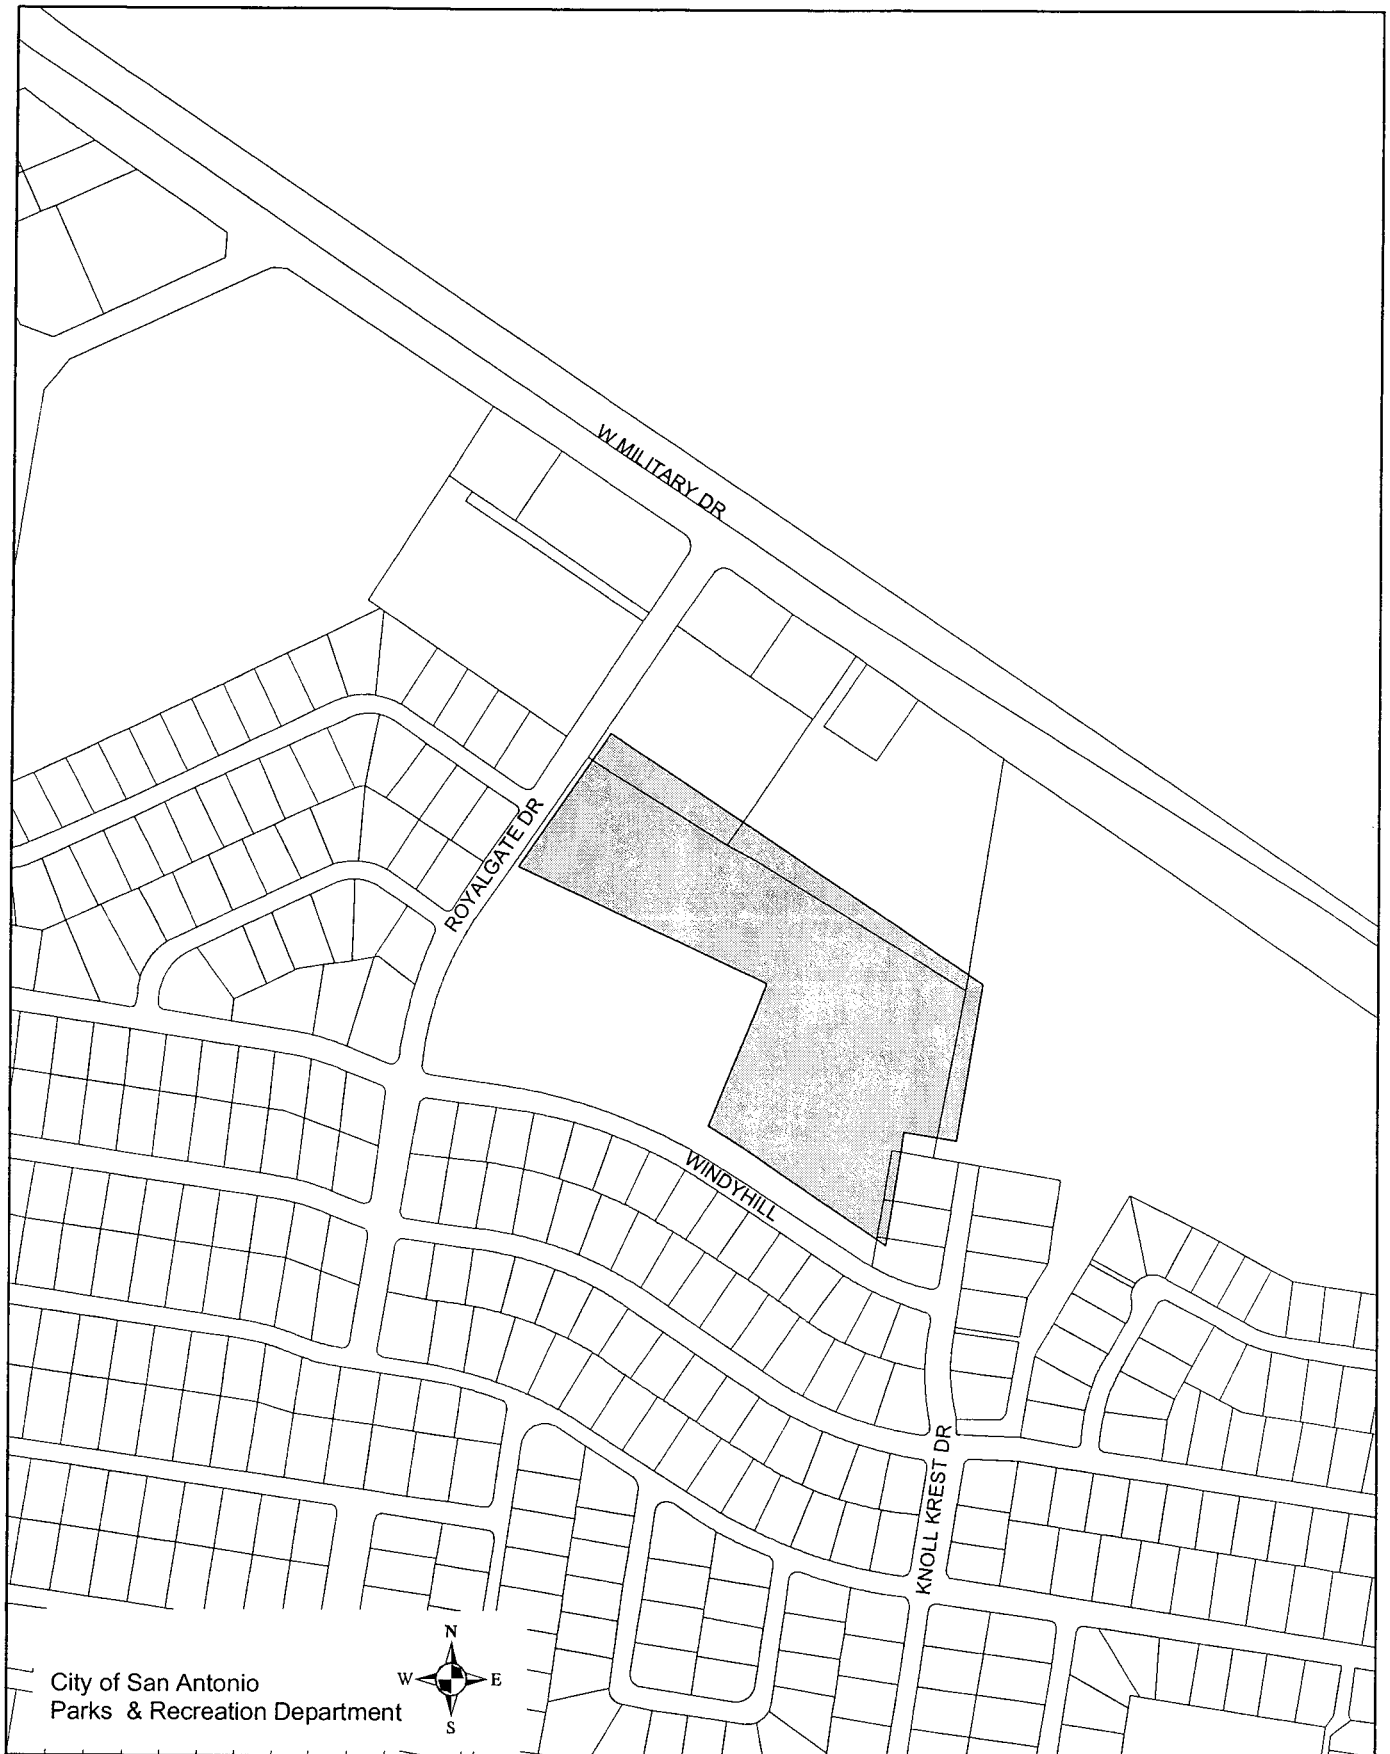 W MILITARY DR
ROYALGATE DR
WINDYHILL
KNOLL KREST DR
N
W E
S
City of San Antonio
Parks & Recreation Department